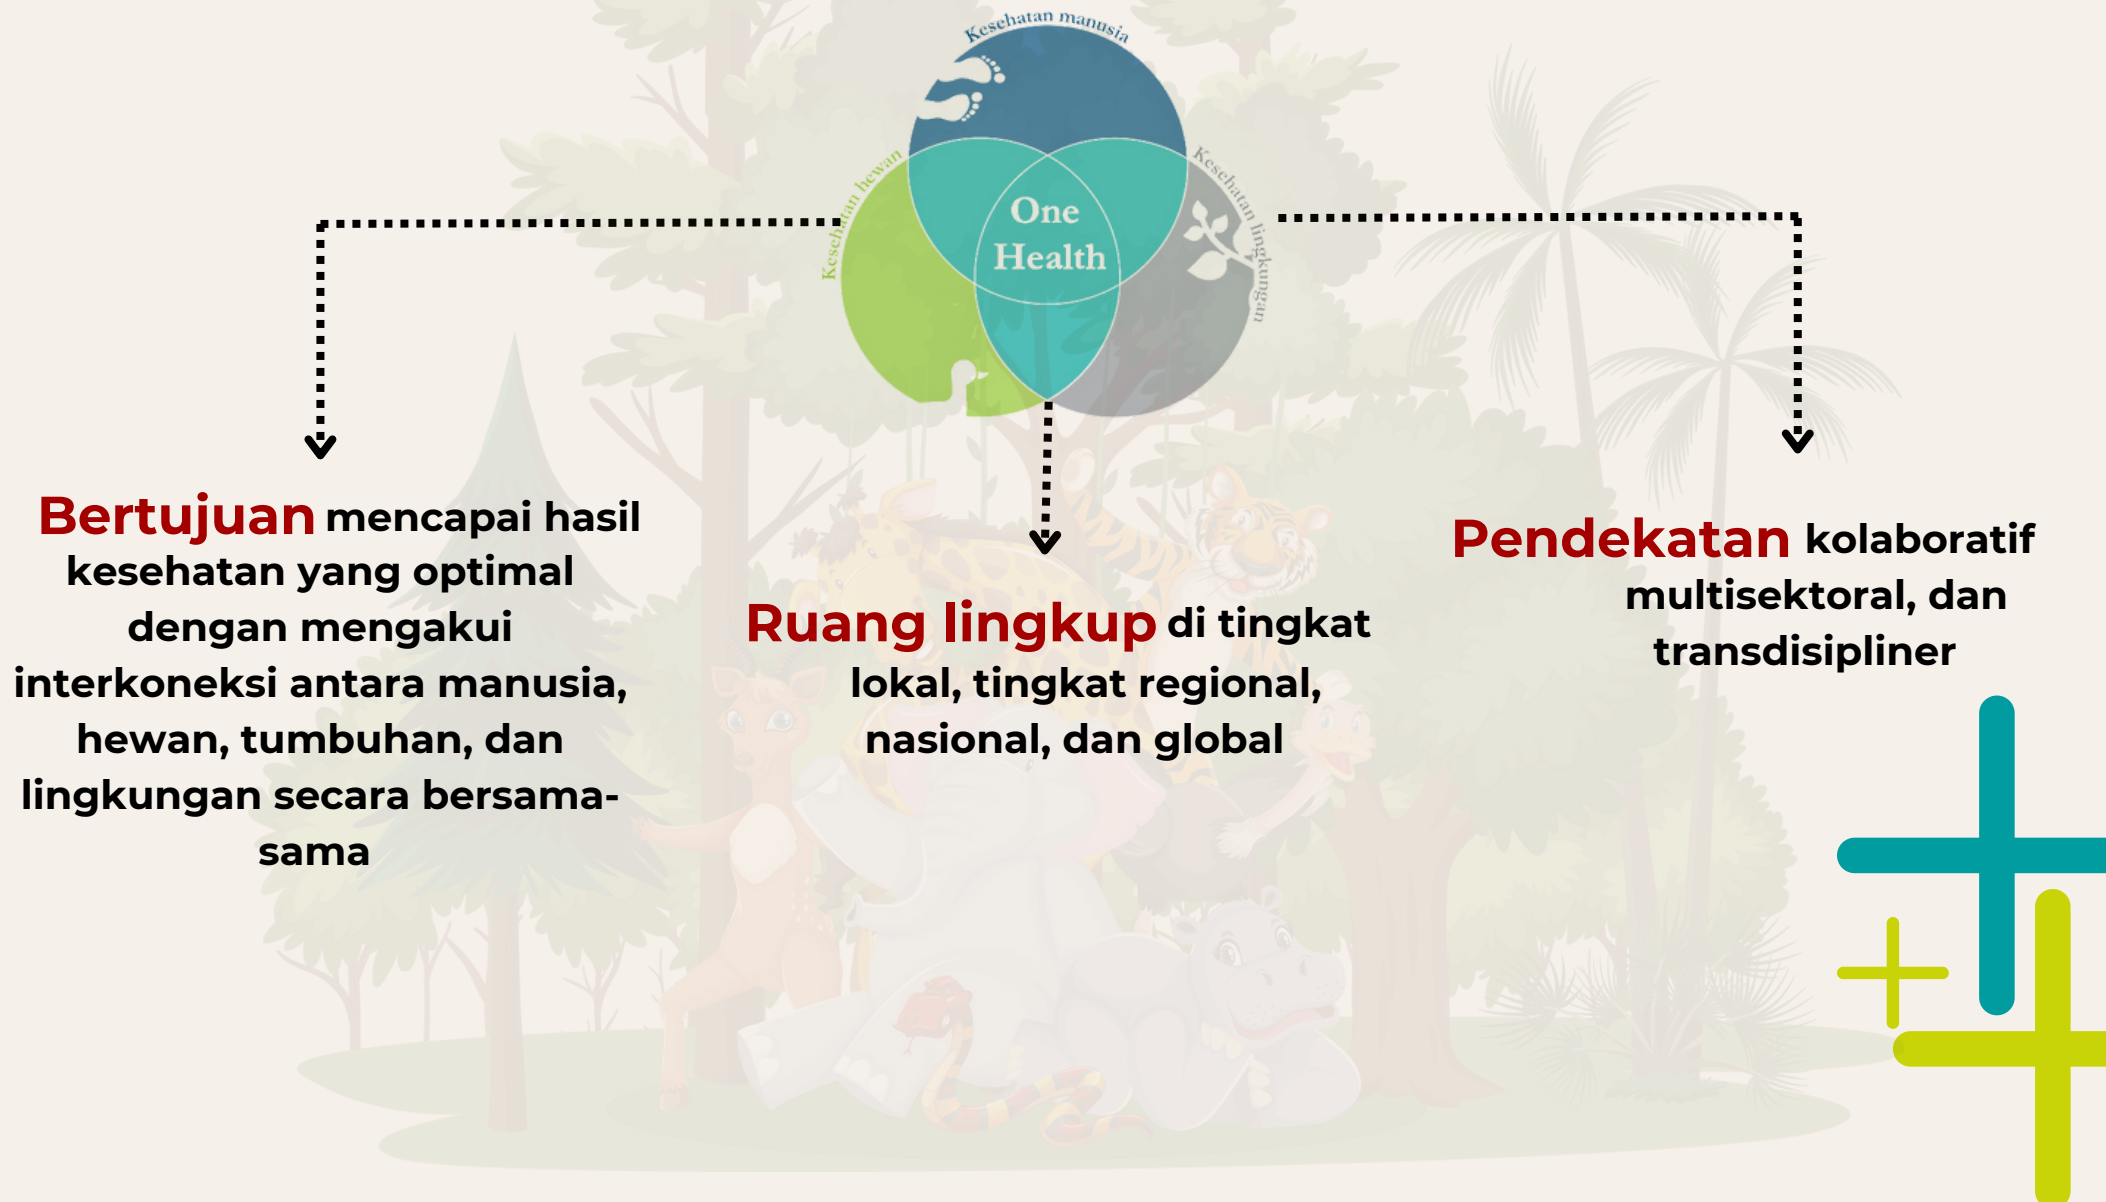 Kesehatan manusia
Kesehatan hewan
Kesehatan lingkungan
One
Health
Bertujuan mencapai hasil
kesehatan yang optimal
dengan mengakui
interkoneksi antara manusia,
hewan, tumbuhan, dan
lingkungan secara bersama-
sama
Ruang lingkup di tingkat
lokal, tingkat regional,
nasional, dan global
Pendekatan kolaboratif
multisektoral, dan
transdisipliner